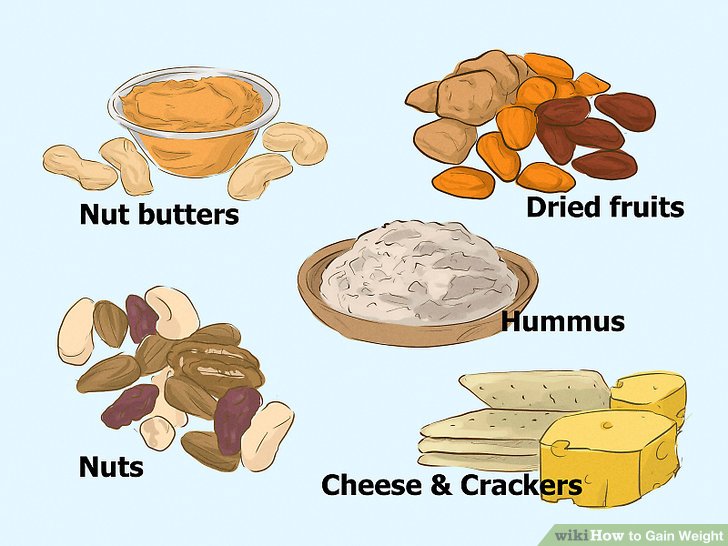 Nut butters
Dried fruits
Hummus
Nuts
Cheese & Crackers
wikiHow to Gain Weight